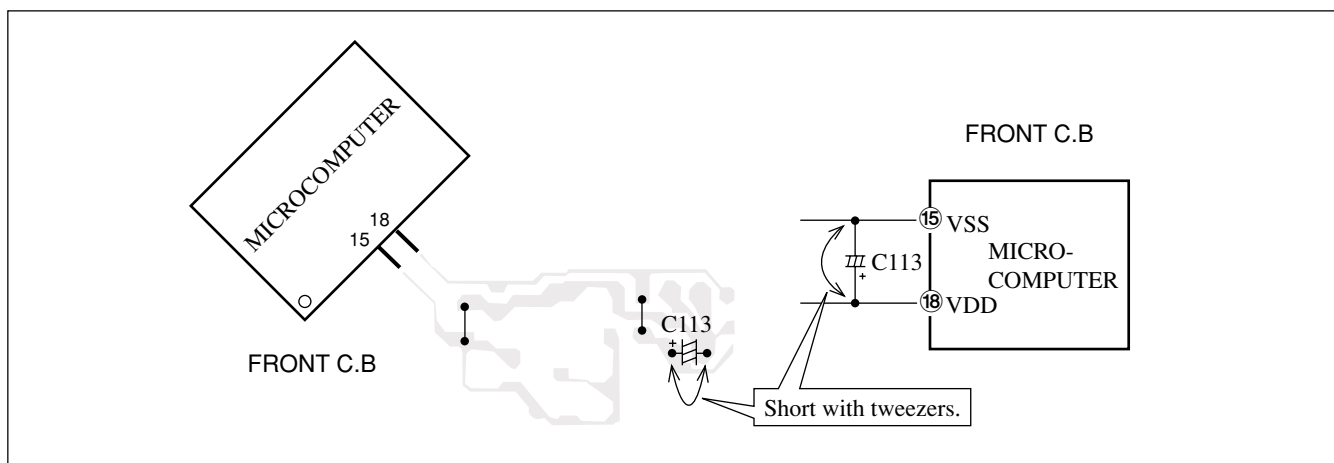 MICROCOMPUTER
18
15
FRONT C.B
C113
+
Short with tweezers.
FRONT C.B
15 VSS
C113
+
MICRO-
COMPUTER
18 VDD